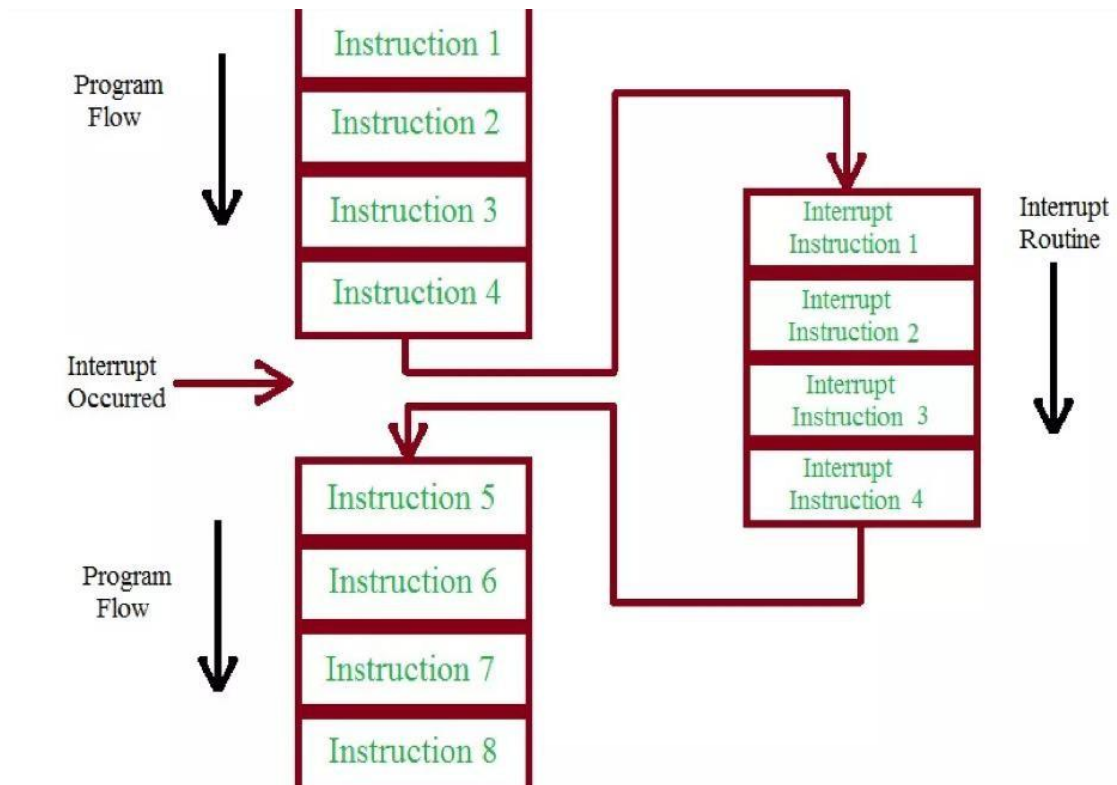 Instruction 1
Program
Flow
Instruction 2
Instruction 3
Instruction 4
Interrupt
Occurred
Interrupt
Instruction 1
Interrupt
Instruction 2
Interrupt
Instruction 3
Interrupt
Instruction 4
Interrupt
Routine
Instruction 5
Program
Flow
Instruction 6
Instruction 7
Instruction 8